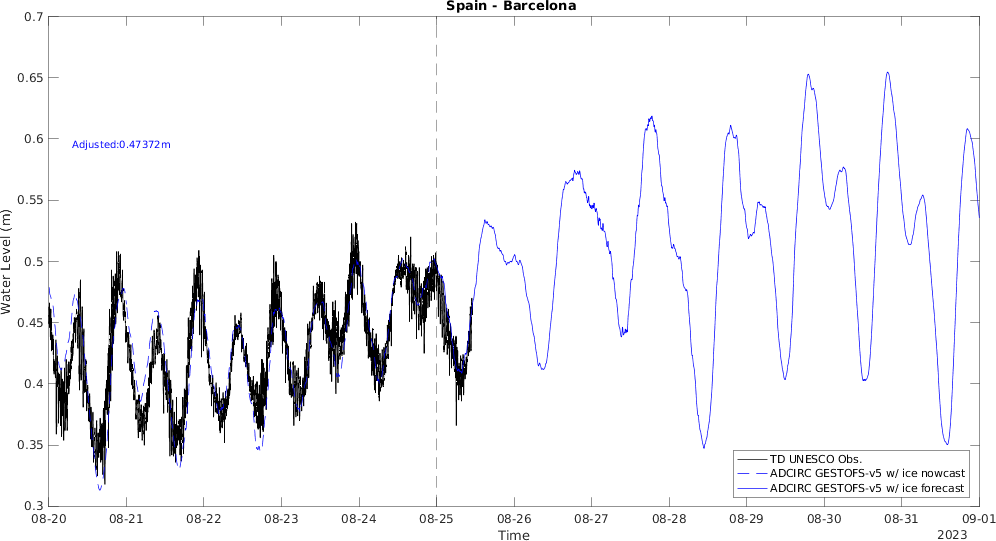 Spain - Barcelona
0.7
0.65
0.6
0.55
0.5
0.45
0.4
0.35
0.3
Water Level (m)
Adjusted:0.47372m
TD UNESCO Obs.
ADCIRC GESTOFS-v5 w/ ice nowcast
ADCIRC GESTOFS-v5 w/ ice forecast
08-20 08-21 08-22 08-23 08-24 08-25 08-26 08-27 08-28 08-29 08-30 08-31 09-01
Time
2023